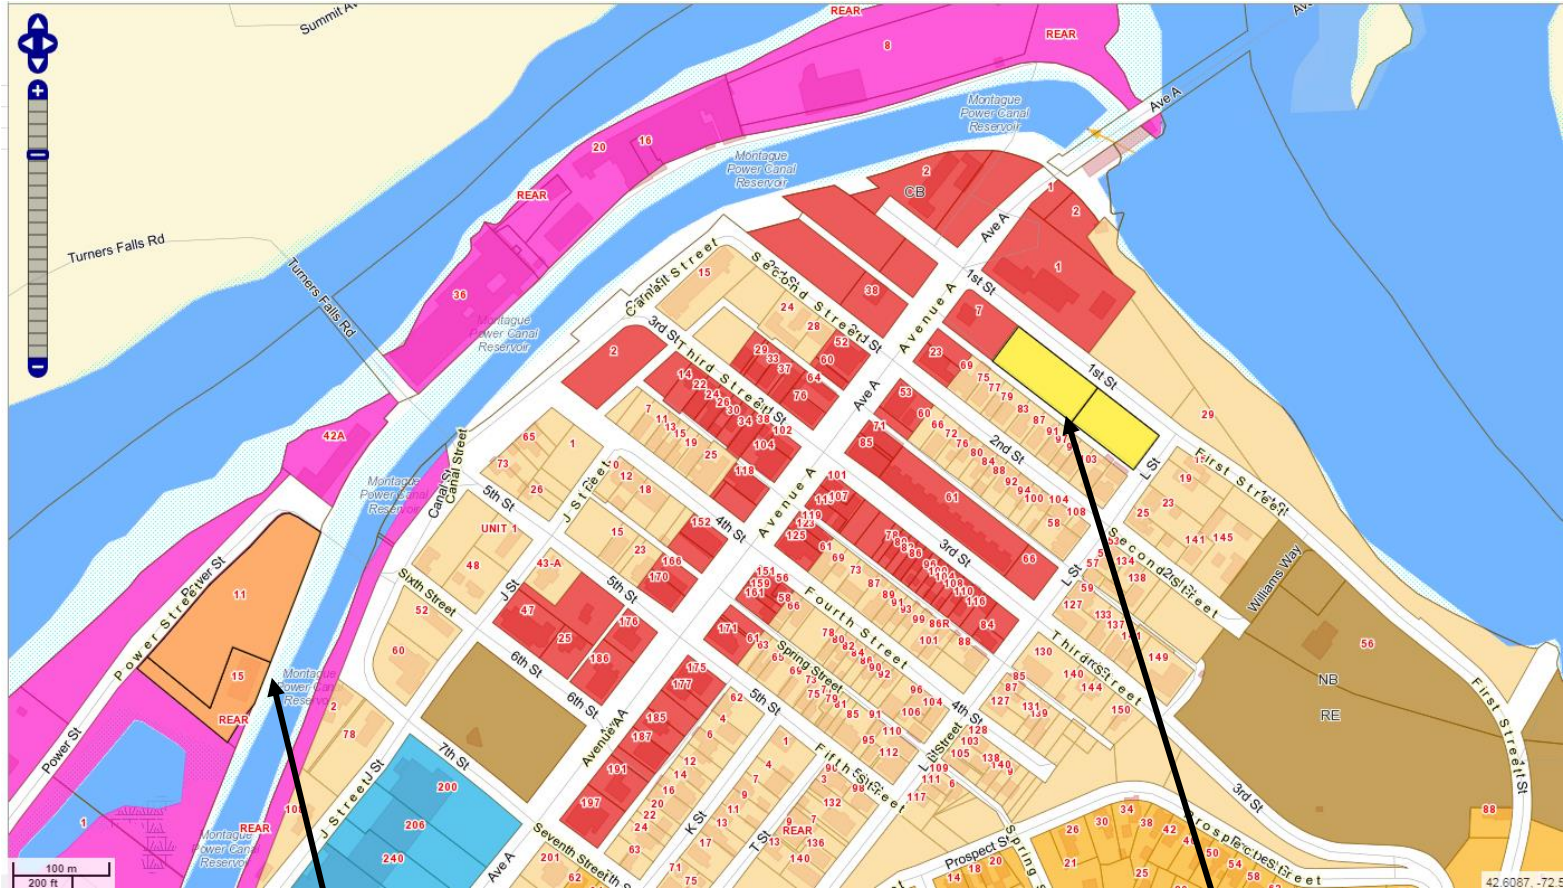 Summit Av
REAR
8
REAR
Ave A
Montague
Power Canal
Reservoir
Ave A
20
16
Montague
Power Canal
Reservoir
REAR
2
CB
1
2
Turners Falls Rd
Ave A
Turners Falls Rd
15
Second Street
38
1st St
1
36
24
Avenue A
7
Montague
Power Canal
Reservoir
3rd St
28
2
29
33
37
52
60
64
23
69
75
77
79
83
87
91
1st St
Third Street
14
22
24
26
30
34
38
102
104
76
Ave A
53
60
66
72
76
80
84
88
92
94
100
104
108
103
29
7
11
13
15
19
25
118
71
85
2nd St
58
L St
First Street
42A
65
1
73
26
12
18
J Street
Avenue A
101
107
61
19
23
25
141
145
Canal St
Canal Street
Montague
Power Canal
Reservoir
5th St
UNIT 1
15
23
152
4th St
119
125
61
69
73
87
89
91
93
99
101
86R
88
3rd St
66
L St
Second Street
134
138
Williams Way
Power St
11
48
43-A
166
170
5th St
151
159
161
56
58
66
Fourth Street
110
116
84
59
127
133
137
141
56
Power Street
Sixth Street
52
J St
47
25
176
186
171
61
63
65
78
80
82
84
86
90
92
Third Street
130
140
144
149
NB
RE
15
Montague
Power Canal
Reservoir
60
6th St
175
177
Spring Street
75
79
81
85
91
96
104
106
4th St
85
87
127
131
150
First Street
REAR
2
78
6th St
185
187
62
4
6
5th St
95
110
112
128
103
105
138
140
Power St
J St
7th St
200
Avenue A
191
12
14
16
1
4
7
9
Fifth Street
98
109
111
117
6
3rd St
1
REAR
J Street
206
197
20
22
24
K St
11
13
17
T St
132
REAR
13
136
140
34
30
26
38
42
50
54
58
88
Prospect Street
Montague
Power Canal
Reservoir
240
Seventh Street
63
71
75
Prospect St
Spring S
21
25
100 m
200 ft
Ave A
201
62
14
18
20
42.6087, -72.5